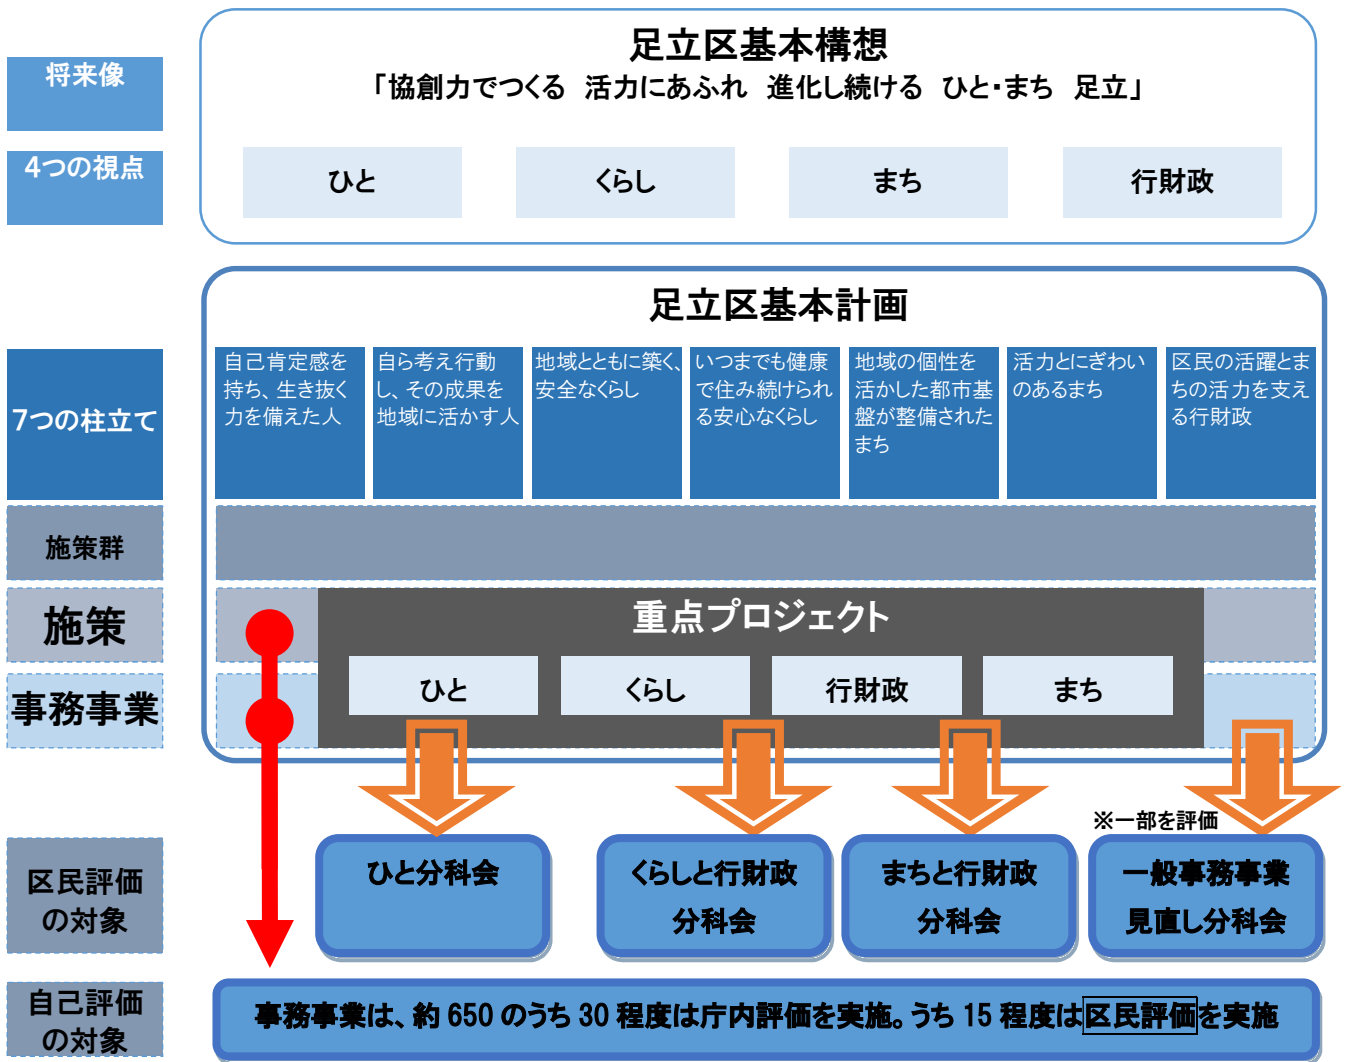 足立区基本構想
「協創力でつくる　活力にあふれ　進化し続ける　ひと・まち　足立」
将来像
4つの視点
ひと
くらし
まち
行財政
足立区基本計画
7つの柱立て
自己肯定感を
持ち、生き抜く
力を備えた人
自ら考え行動
し、その成果を
地域に活かす人
地域とともに築く、
安全なくらし
いつまでも健康
で住み続けられ
る安心なくらし
地域の個性を
活かした都市基
盤が整備された
まち
活力とにぎわい
のあるまち
区民の活躍とま
ちの活力を支え
る行財政
施策群
施策
重点プロジェクト
事務事業
ひと
くらし
行財政
まち
※一部を評価
区民評価
の対象
ひと分科会
くらしと行財政
分科会
まちと行財政
分科会
一般事務事業
見直し分科会
自己評価
の対象
事務事業は、約 650 のうち 30 程度は庁内評価を実施。うち 15 程度は区民評価を実施